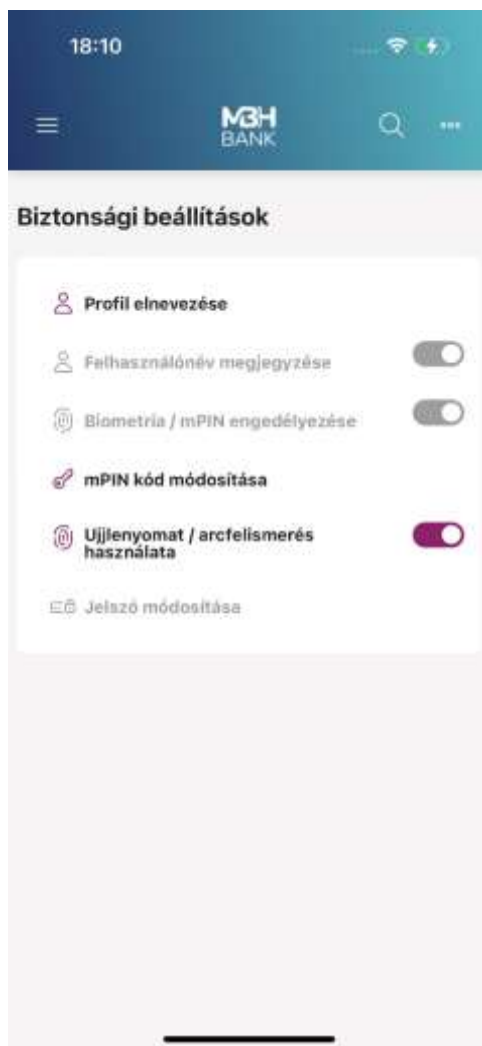 18:10
MBH
BANK
Biztonsági beállítások
Profil elnevezése
Felhasználónév megjegyzése
Biometria / mPIN engedélyezése
mPIN kód módosítása
Ujjlenyomat / arcfelismerés
használata
Jelszó módosítása